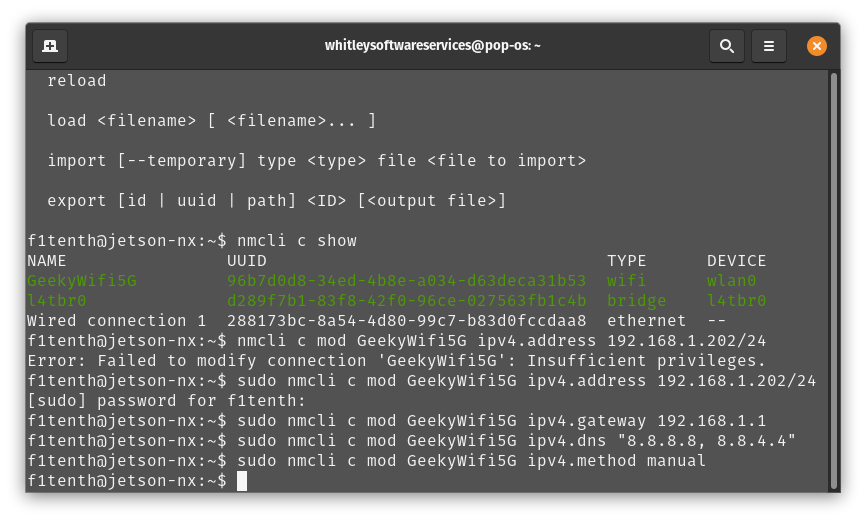 whitleysoftwareservices@pop-os: ~
reload
load <filename> [ <filename>... ]
import [--temporary] type <type> file <file to import>
export [id | uuid | path] <ID> [<output file>]
f1tenth@jetson-nx:~$ nmcli c show
NAME                UUID                                  TYPE      DEVICE
GeekyWifi5G         96b7d0d8-34ed-4b8e-a034-d63deca31b53  wifi      wlan0
l4tbr0              d289f7b1-83f8-42f0-96ce-027563fb1c4b  bridge    l4tbr0
Wired connection 1  288173bc-8a54-4d80-99c7-b83d0fccdaa8  ethernet  --
f1tenth@jetson-nx:~$ nmcli c mod GeekyWifi5G ipv4.address 192.168.1.202/24
Error: Failed to modify connection 'GeekyWifi5G': Insufficient privileges.
f1tenth@jetson-nx:~$ sudo nmcli c mod GeekyWifi5G ipv4.address 192.168.1.202/24
[sudo] password for f1tenth:
f1tenth@jetson-nx:~$ sudo nmcli c mod GeekyWifi5G ipv4.gateway 192.168.1.1
f1tenth@jetson-nx:~$ sudo nmcli c mod GeekyWifi5G ipv4.dns "8.8.8.8, 8.8.4.4"
f1tenth@jetson-nx:~$ sudo nmcli c mod GeekyWifi5G ipv4.method manual
f1tenth@jetson-nx:~$